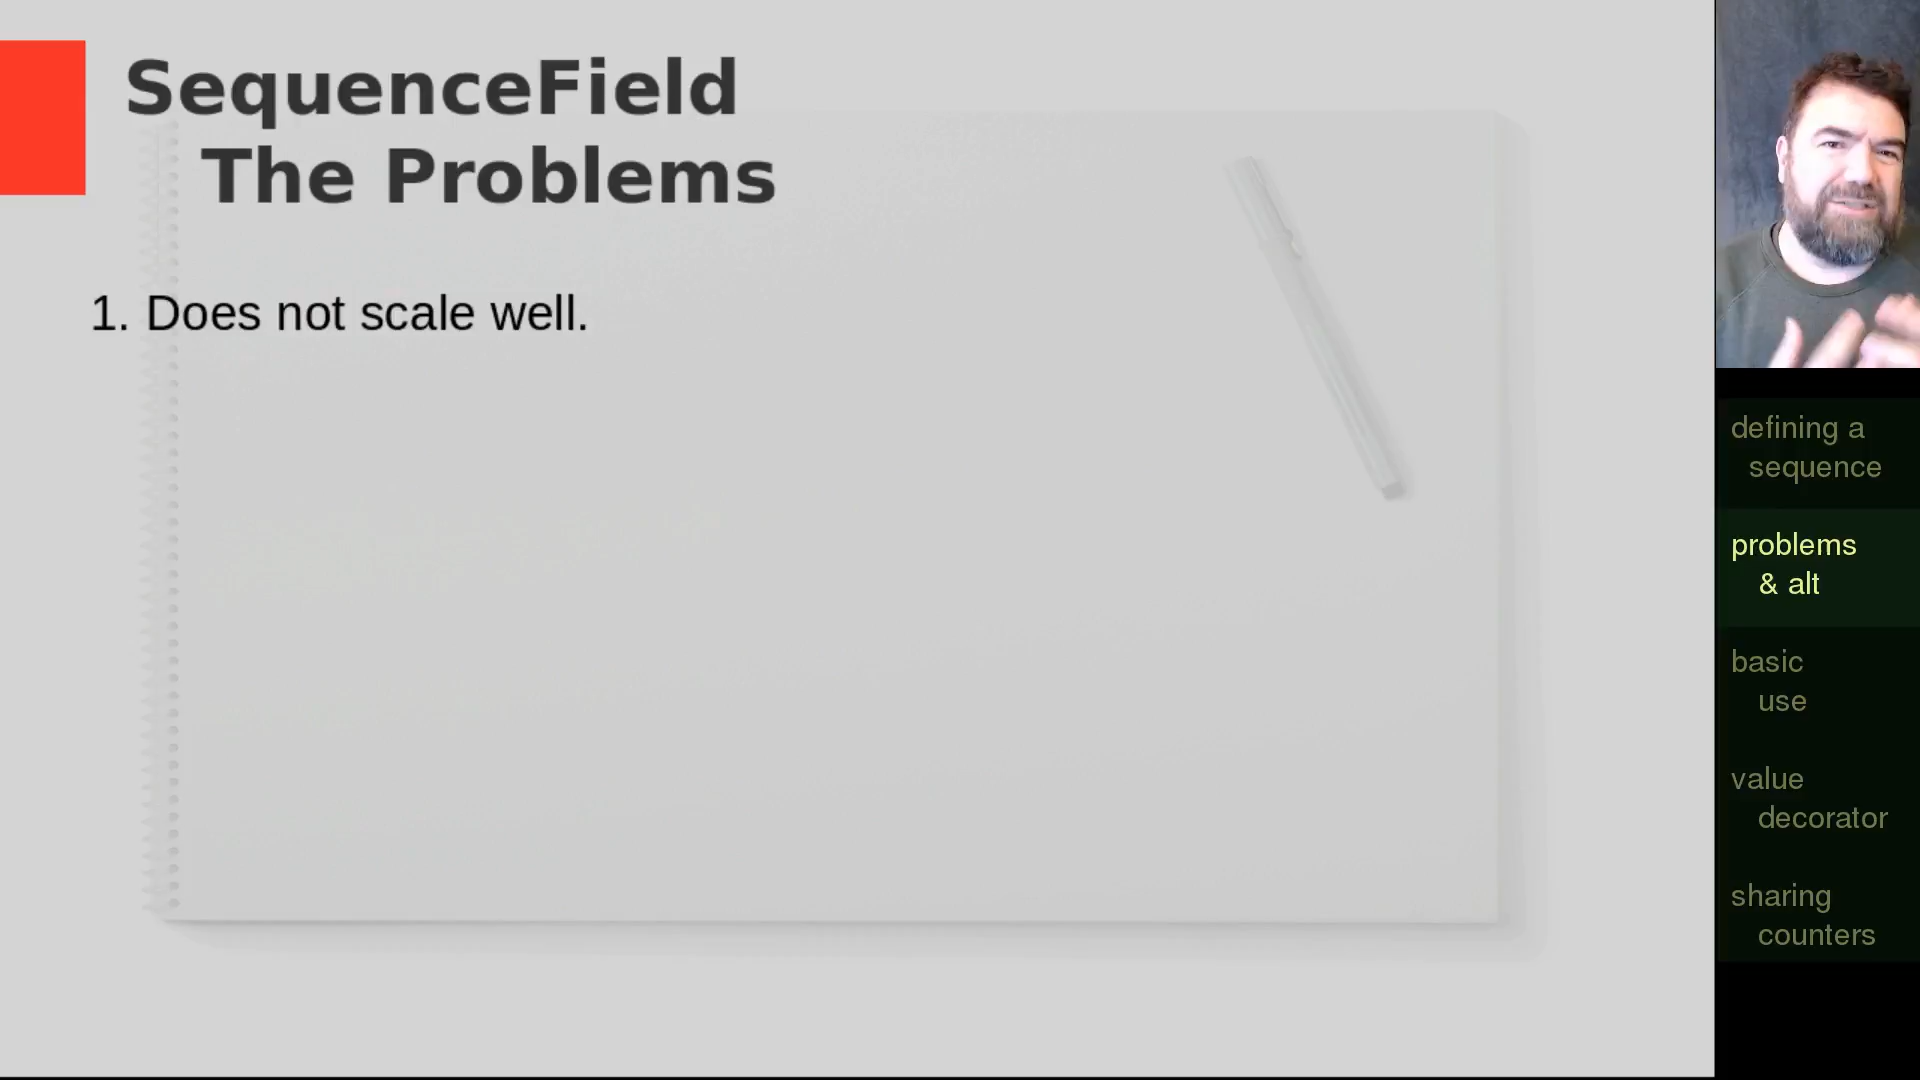 SequenceField
The Problems
1. Does not scale well.
defining a
sequence
problems
& alt
basic
use
value
decorator
sharing
counters